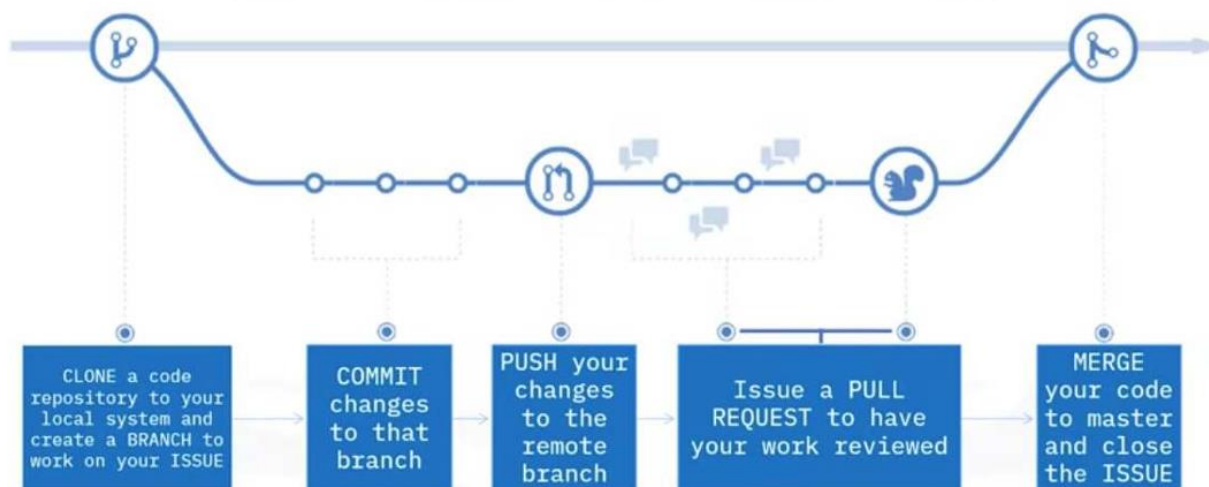 CLONE a code
repository to your
local system and
create a BRANCH to
work on your ISSUE
COMMIT
changes
to that
branch
PUSH your
changes
to the
remote
branch
Issue a PULL
REQUEST to have
your work reviewed
MERGE
your code
to master
and close
the ISSUE